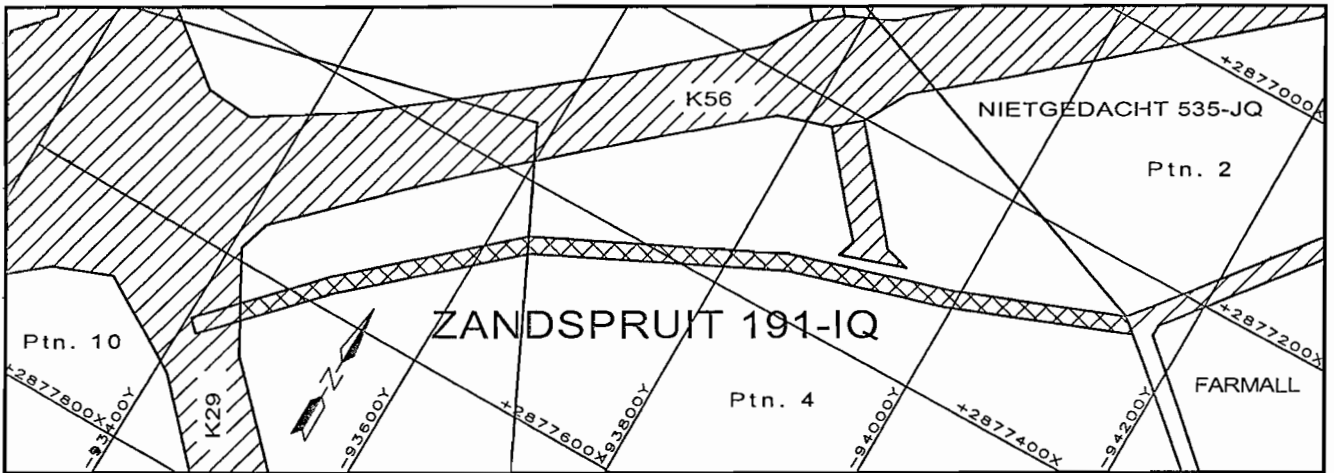 K56
NIETGEDACHT 535-JQ
+2877000X
Ptn. 2
ZANDSPRUIT 191-IQ
Ptn. 10
+2877800X
-93400Y
K29
N
-93600Y
+2877600X
-93800Y
Ptn. 4
-94000Y
+2877400X
-94200Y
+2877200X
FARMALL